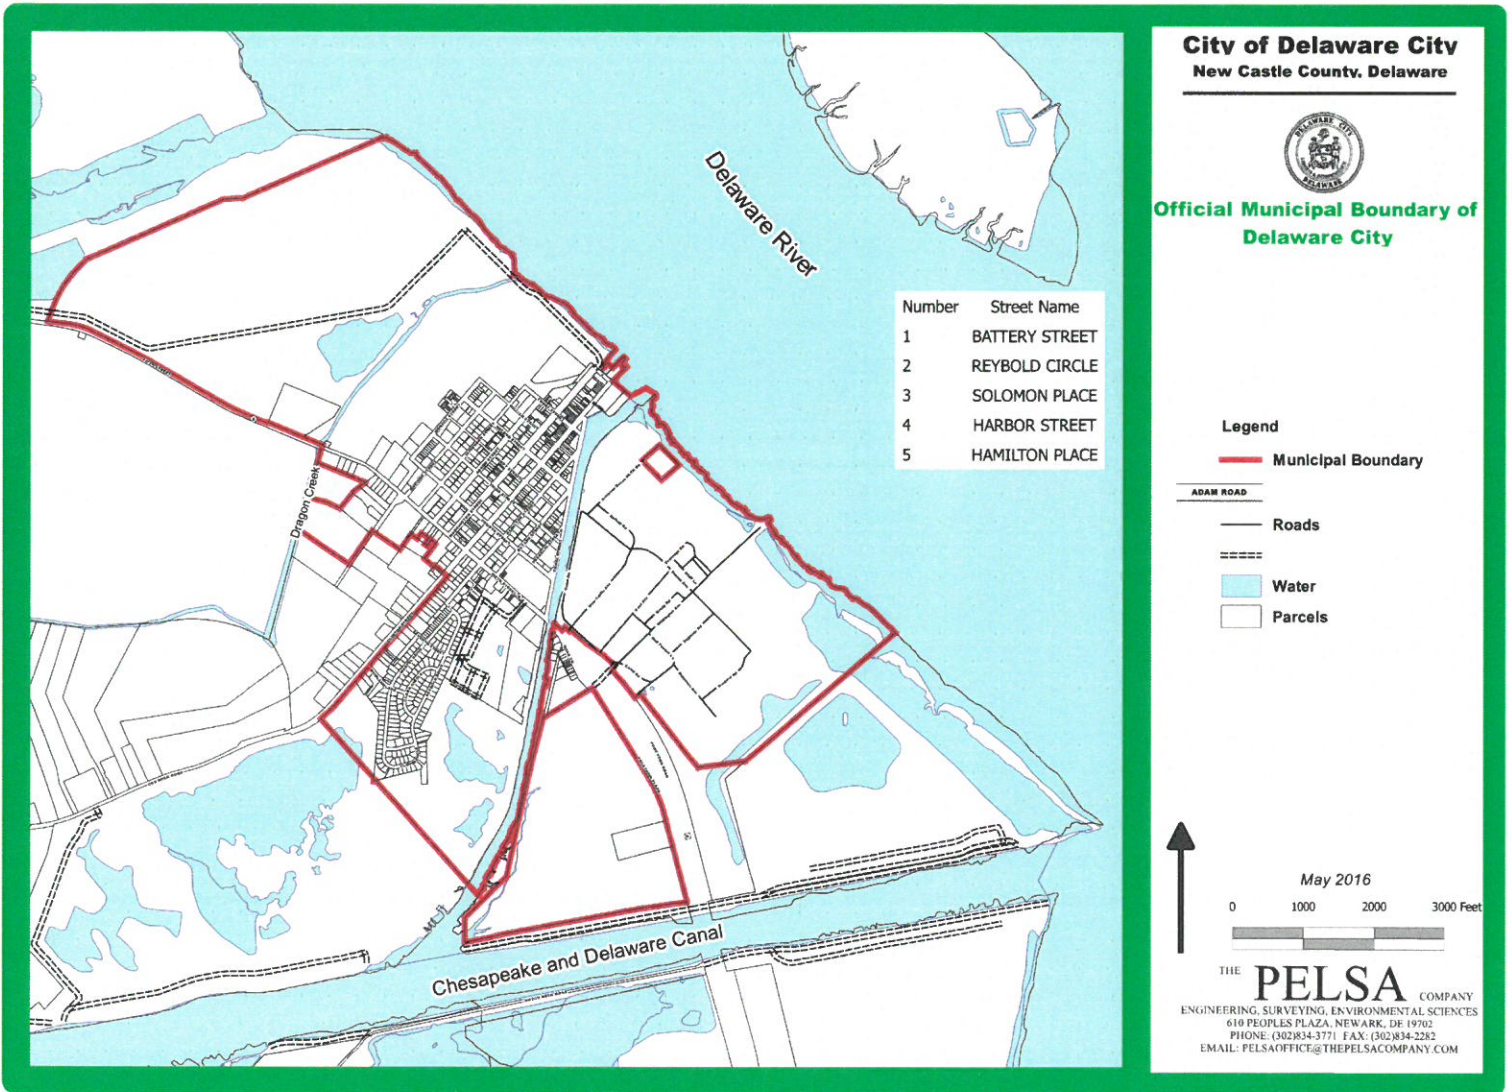 City of Delaware City
New Castle County, Delaware
DELAWARE CITY
DELAWARE
Official Municipal Boundary of
Delaware City
Delaware River
Number Street Name
1 BATTERY STREET
2 REYBOLD CIRCLE
3 SOLOMON PLACE
4 HARBOR STREET
5 HAMILTON PLACE
Dragon Creek
Chesapeake and Delaware Canal
Legend
Municipal Boundary
ADAM ROAD
Roads
Water
Parcels
May 2016
0 1000 2000 3000 Feet
THE PELSA COMPANY
ENGINEERING, SURVEYING, ENVIRONMENTAL SCIENCES
610 PEOPLES PLAZA, NEWARK, DE 19702
PHONE: (302)834-3771 FAX: (302)834-2282
EMAIL: PELSAOFFICE@THEPELSACOMPANY.COM